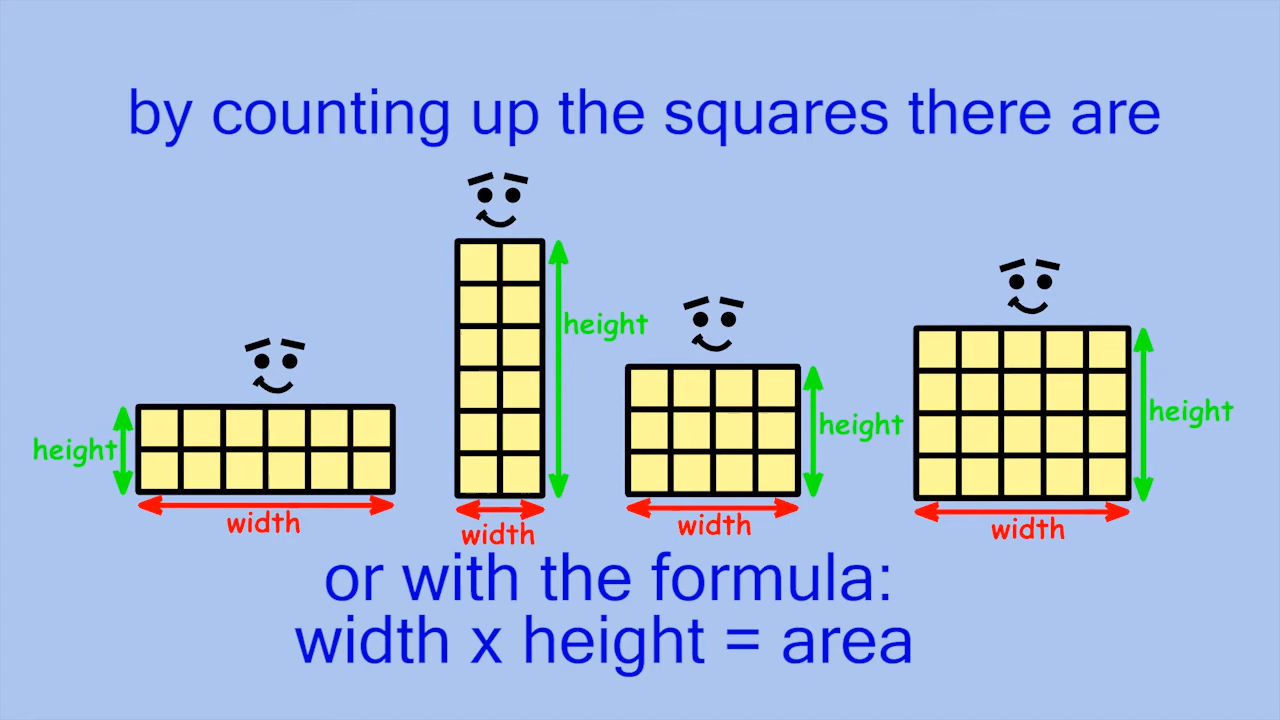 by counting up the squares there are
height
width
height
width
height
width
height
width
or with the formula:
width x height = area